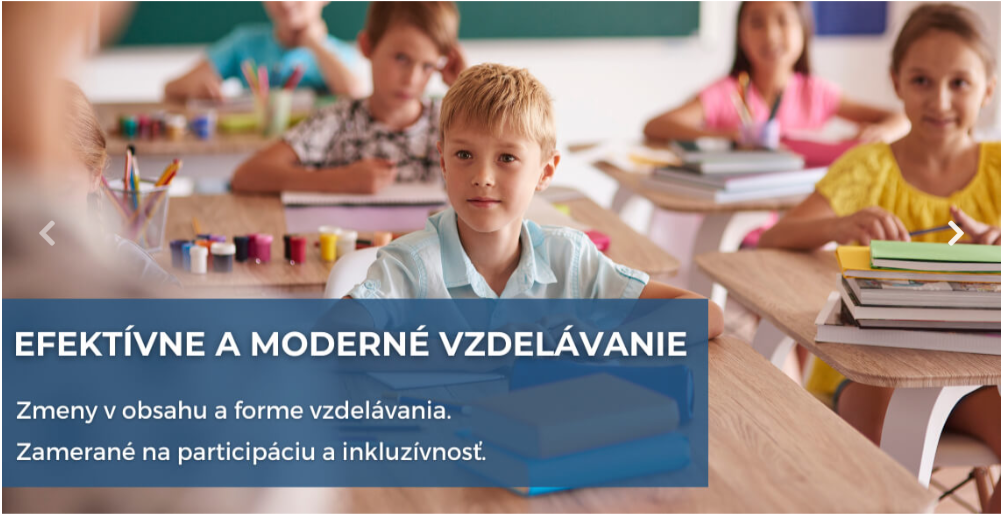 EFEKTÍVNE A MODERNÉ VZDELÁVANIE
Zmeny v obsahu a forme vzdelávania.
Zamerané na participáciu a inkluzívnosť.